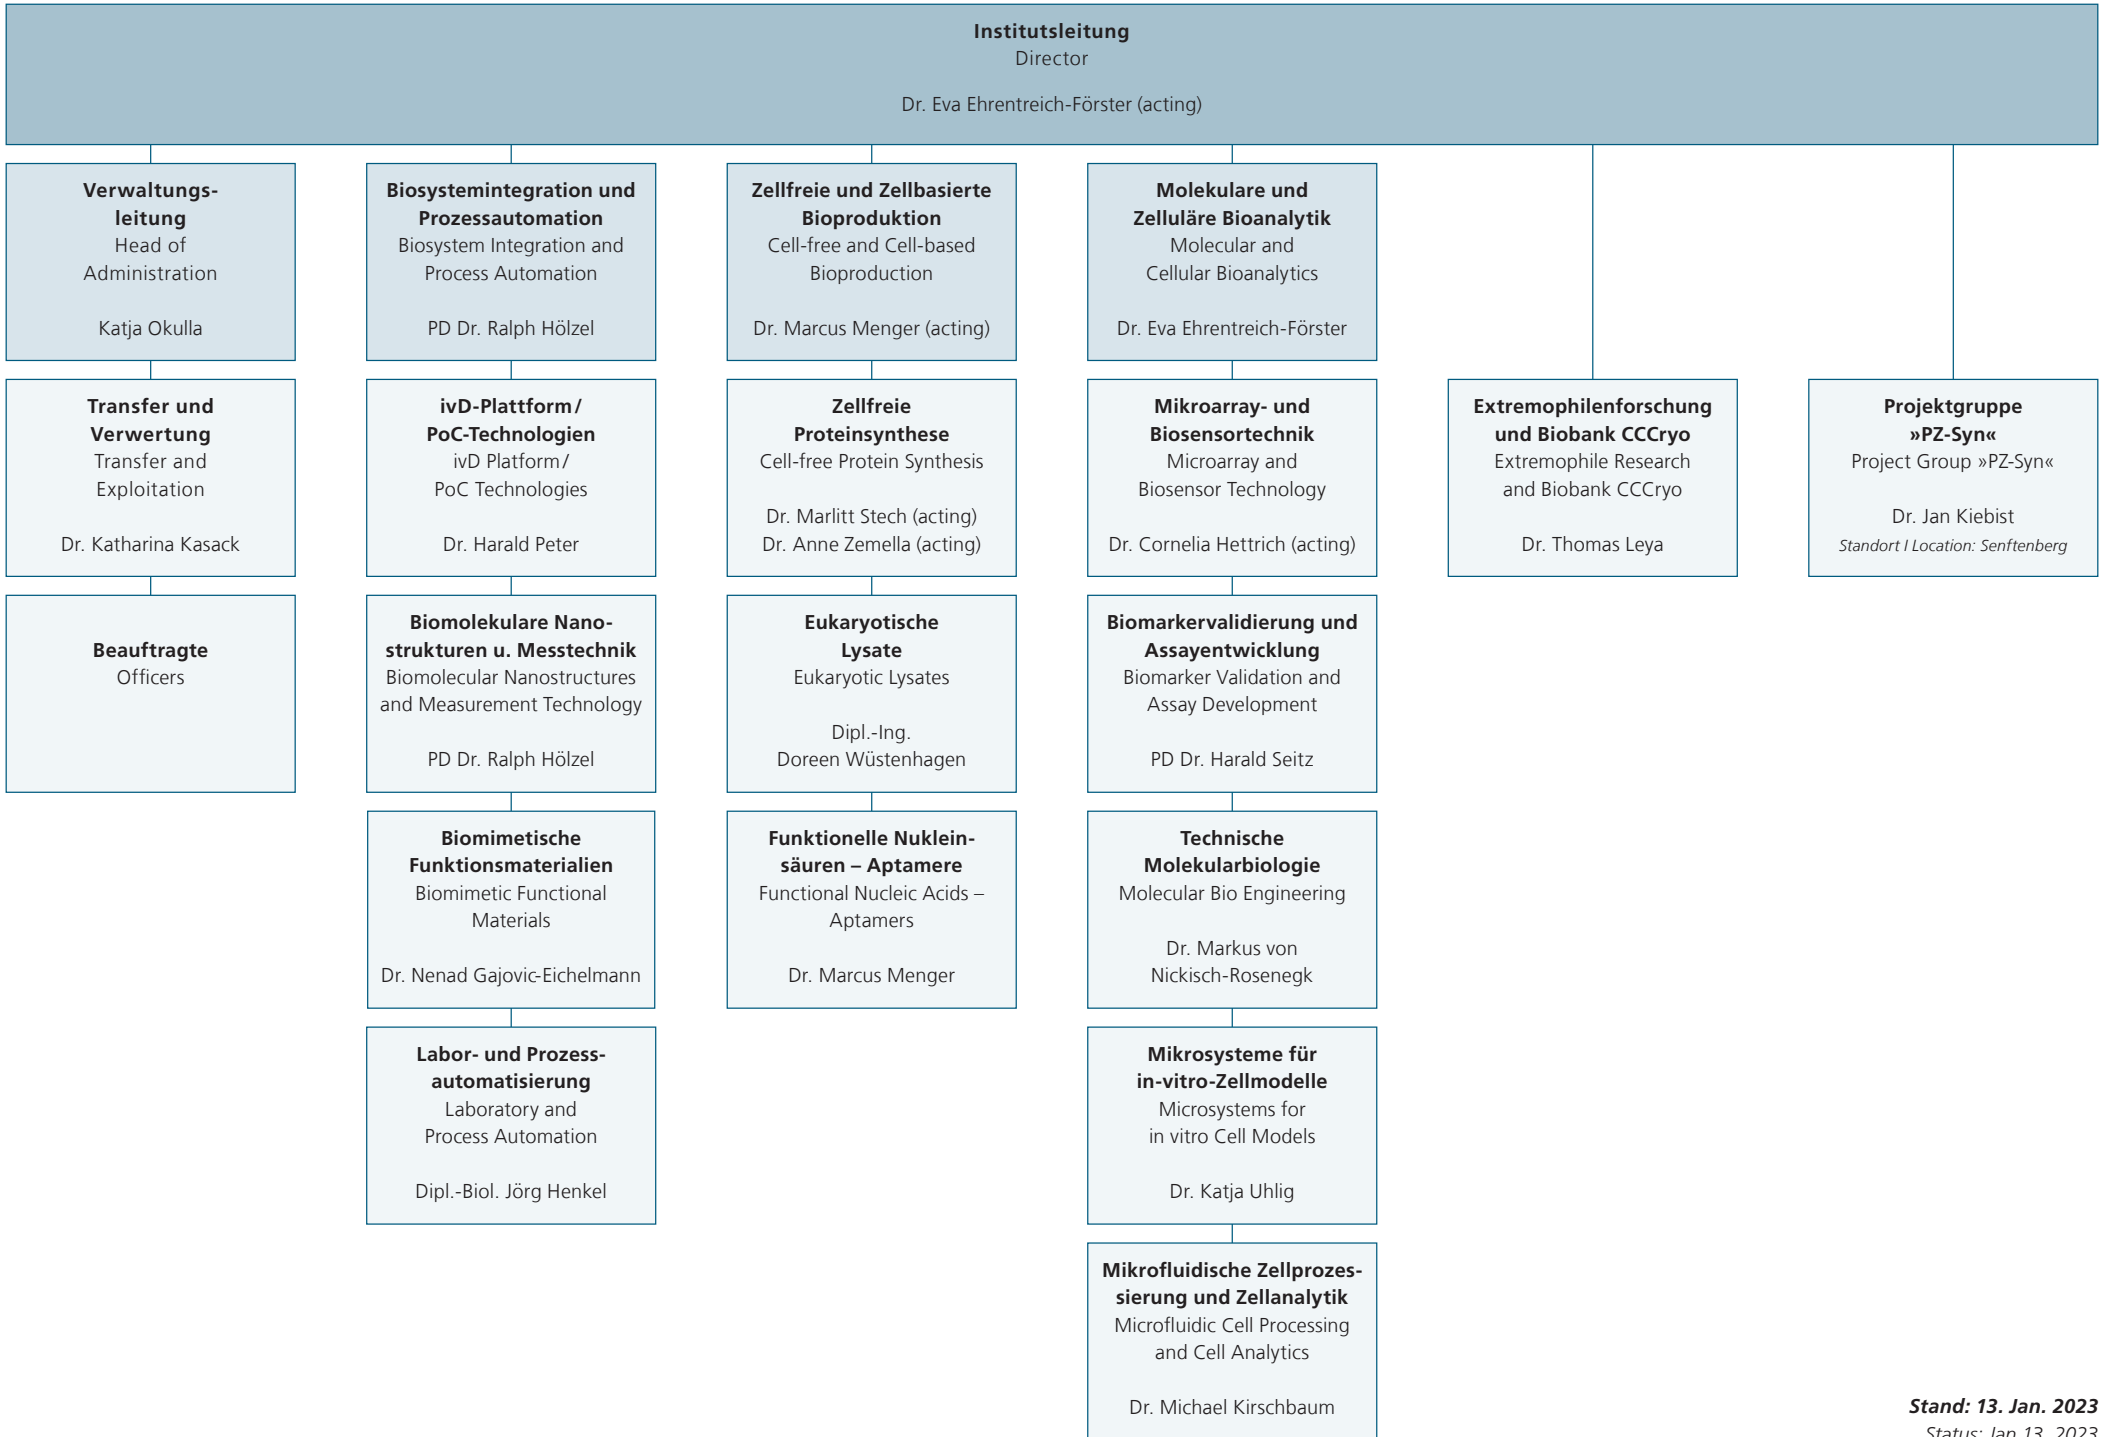 Institutsleitung
Director
Dr. Eva Ehrentreich-Förster (acting)
Verwaltungs-
leitung
Head of
Administration
Katja Okulla
Transfer und
Verwertung
Transfer and
Exploitation
Dr. Katharina Kasack
Beauftragte
Officers
Biosystemintegration und
Prozessautomation
Biosystem Integration and
Process Automation
PD Dr. Ralph Hölzel
ivD-Plattform/
PoC-Technologien
ivD Platform/
PoC Technologies
Dr. Harald Peter
Biomolekulare Nano-
strukturen u. Messtechnik
Biomolecular Nanostructures
and Measurement Technology
PD Dr. Ralph Hölzel
Biomimetische
Funktionsmaterialien
Biomimetic Functional
Materials
Dr. Nenad Gajovic-Eichelmann
Labor- und Prozess-
automatisierung
Laboratory and
Process Automation
Dipl.-Biol. Jörg Henkel
Zellfreie und Zellbasierte
Bioproduktion
Cell-free and Cell-based
Bioproduction
Dr. Marcus Menger (acting)
Zellfreie
Proteinsynthese
Cell-free Protein Synthesis
Dr. Marlitt Stech (acting)
Dr. Anne Zemella (acting)
Eukaryotische
Lysate
Eukaryotic Lysates
Dipl.-Ing.
Doreen Wüstenhagen
Funktionelle Nuklein-
säuren – Aptamere
Functional Nucleic Acids –
Aptamers
Dr. Marcus Menger
Molekulare und
Zelluläre Bioanalytik
Molecular and
Cellular Bioanalytics
Dr. Eva Ehrentreich-Förster
Mikroarray- und
Biosensortechnik
Microarray and
Biosensor Technology
Dr. Cornelia Hettrich (acting)
Biomarkervalidierung und
Assayentwicklung
Biomarker Validation and
Assay Development
PD Dr. Harald Seitz
Technische
Molekularbiologie
Molecular Bio Engineering
Dr. Markus von
Nickisch-Rosenegk
Mikrosysteme für
in-vitro-Zellmodelle
Microsystems for
in vitro Cell Models
Dr. Katja Uhlig
Mikrofluidische Zellprozes-
sierung und Zellanalytik
Microfluidic Cell Processing
and Cell Analytics
Dr. Michael Kirschbaum
Extremophilenforschung
und Biobank CCCryo
Extremophile Research
and Biobank CCCryo
Dr. Thomas Leya
Projektgruppe
»PZ-Syn«
Project Group »PZ-Syn«
Dr. Jan Kiebist
Standort I Location: Senftenberg
Stand: 13. Jan. 2023
Status: Jan 13, 2023